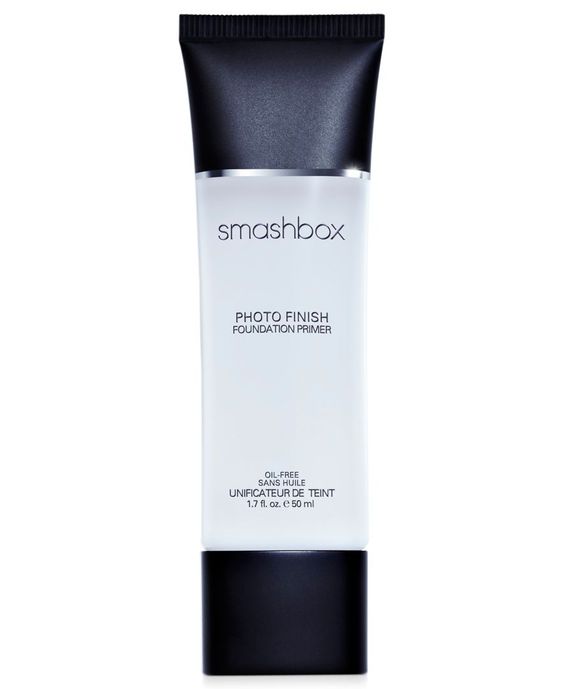 smashbox
PHOTO FINISH
FOUNDATION PRIMER
OIL-FREE
SANS HUILE
UNIFICATEUR DE TEINT
1.7 fl. oz. e 50 ml